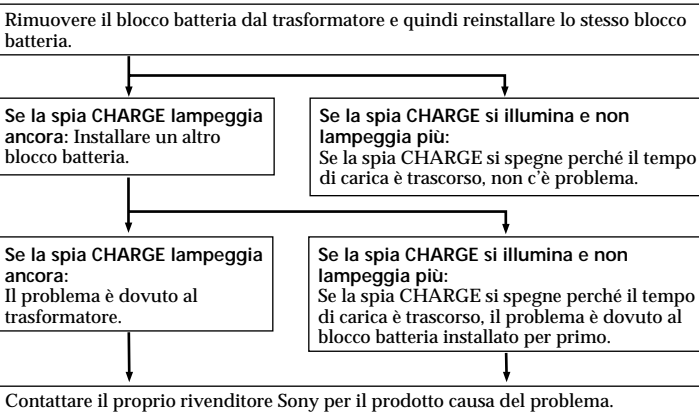 Rimuovere il blocco batteria dal trasformatore e quindi reinstallare lo stesso blocco
batteria.
Se la spia CHARGE lampeggia
ancora: Installare un altro
blocco batteria.
Se la spia CHARGE si illumina e non
lampeggia più:
Se la spia CHARGE si spegne perché il tempo
di carica è trascorso, non c'è problema.
Se la spia CHARGE lampeggia
ancora:
Il problema è dovuto al
trasformatore.
Se la spia CHARGE si illumina e non
lampeggia più:
Se la spia CHARGE si spegne perché il tempo
di carica è trascorso, il problema è dovuto al
blocco batteria installato per primo.
Contattare il proprio rivenditore Sony per il prodotto causa del problema.